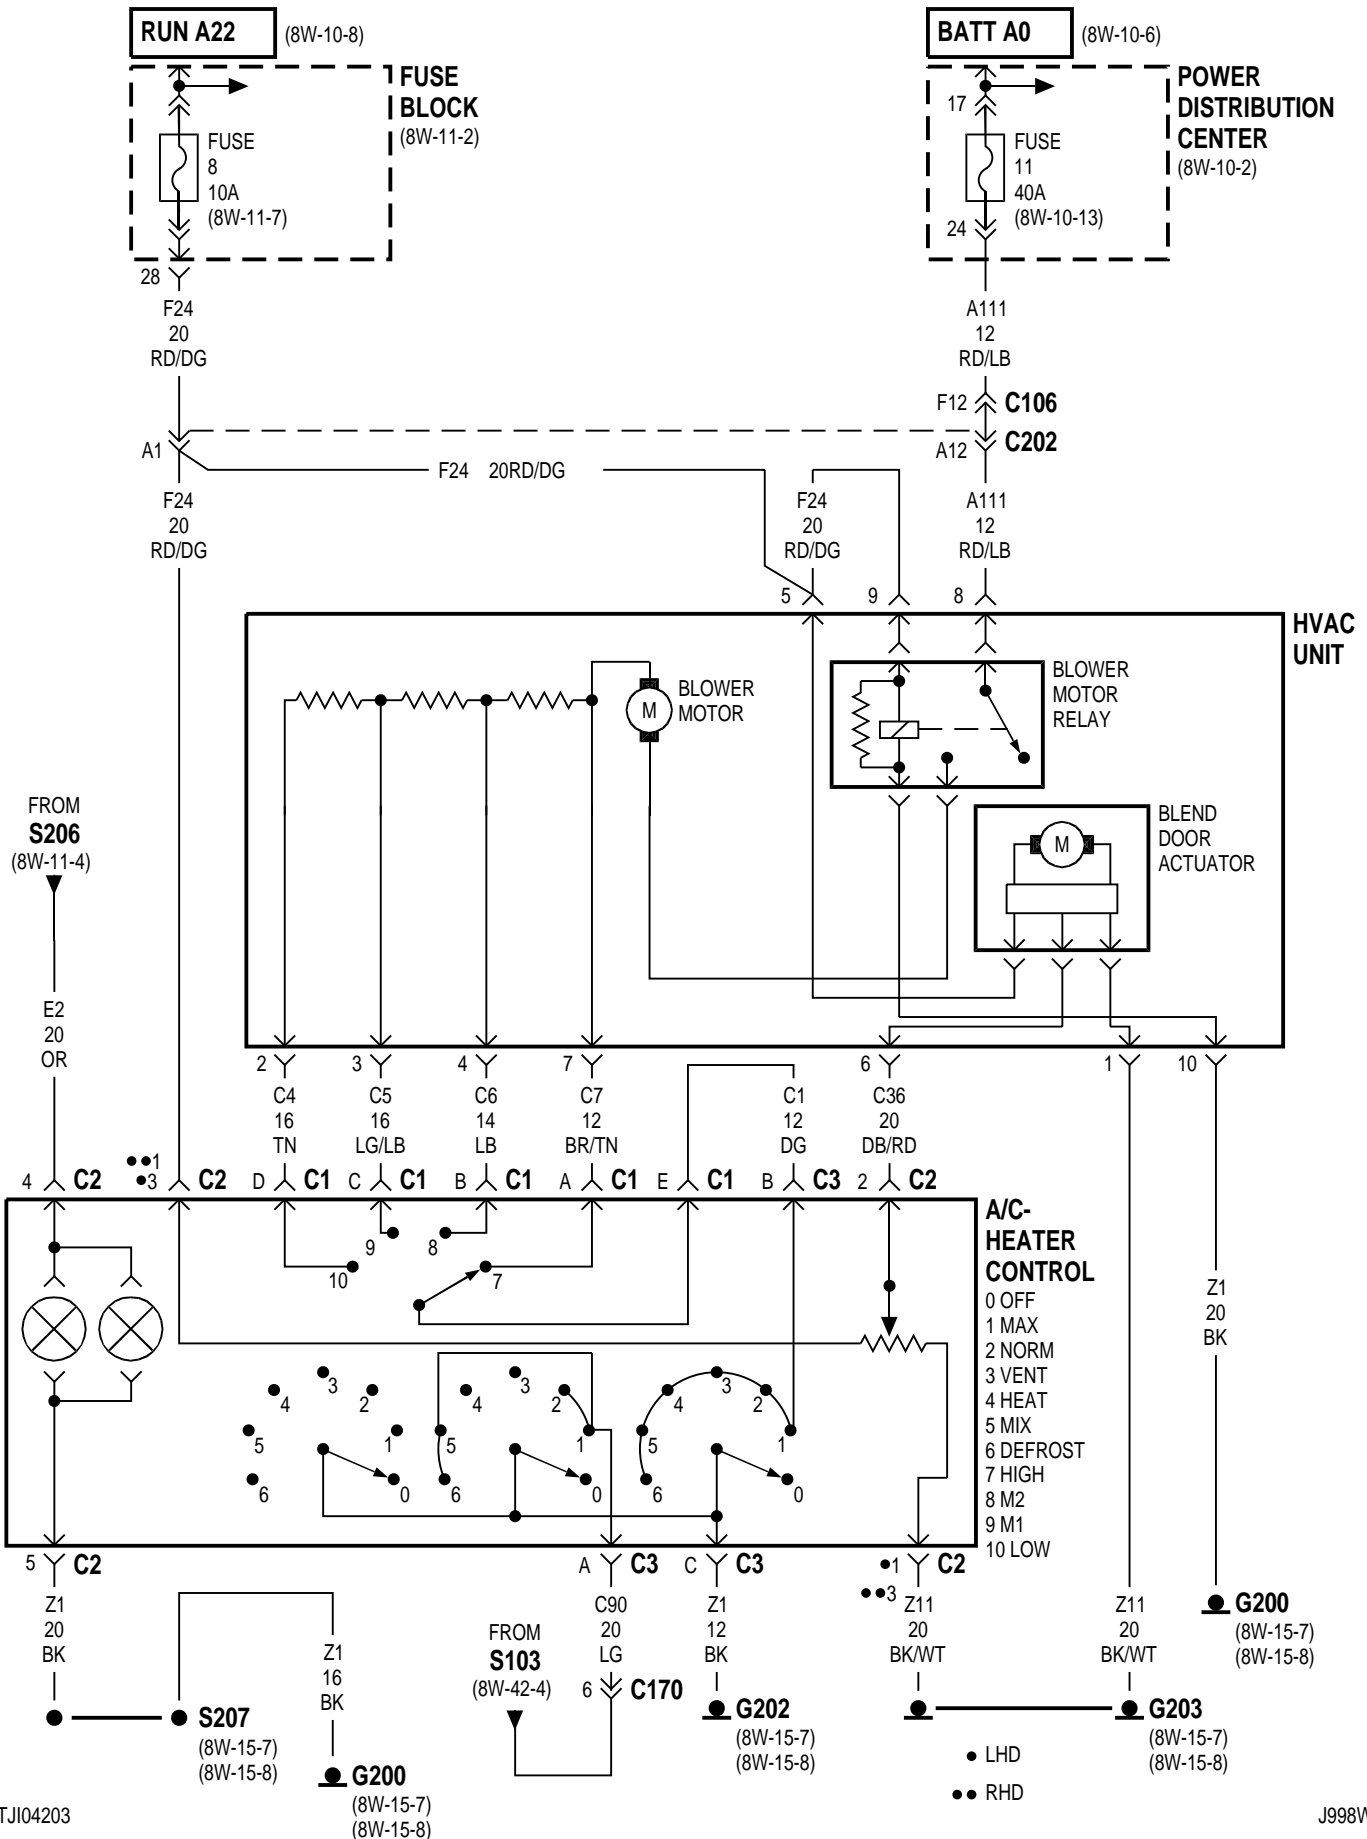 RUN A22
(8W-10-8)
BATT A0
(8W-10-6)
FUSE
BLOCK
(8W-11-2)
FUSE
8
10A
(8W-11-7)
28
POWER
DISTRIBUTION
CENTER
(8W-10-2)
17
FUSE
11
40A
(8W-10-13)
24
F24
20
RD/DG
A111
12
RD/LB
F12
C106
A1
A12
C202
F24 20RD/DG
F24
20
RD/DG
F24
20
RD/DG
A111
12
RD/LB
5
9
8
HVAC
UNIT
BLOWER
MOTOR
M
BLOWER
MOTOR
RELAY
BLEND
DOOR
ACTUATOR
M
FROM
S206
(8W-11-4)
E2
20
OR
2
3
4
7
6
1
10
C4
16
TN
C5
16
LG/LB
C6
14
LB
C7
12
BR/TN
C1
12
DG
C36
20
DB/RD
4
C2
••1
•3
C2
D
C1
C
C1
B
C1
A
C1
E
C1
B
C3
2
C2
A/C-
HEATER
CONTROL
0 OFF
1 MAX
2 NORM
3 VENT
4 HEAT
5 MIX
6 DEFROST
7 HIGH
8 M2
9 M1
10 LOW
10
9
8
7
3
4
2
5
1
6
0
3
4
2
5
1
6
0
3
4
2
5
1
6
0
Z1
20
BK
5
C2
A
C3
C
C3
•1
••3
C2
Z1
20
BK
Z1
16
BK
FROM
S103
(8W-42-4)
C90
20
LG
6
C170
Z1
12
BK
Z11
20
BK/WT
Z11
20
BK/WT
G200
(8W-15-7)
(8W-15-8)
S207
(8W-15-7)
(8W-15-8)
G200
(8W-15-7)
(8W-15-8)
G202
(8W-15-7)
(8W-15-8)
G203
(8W-15-7)
(8W-15-8)
• LHD
•• RHD
TJI04203
J998W